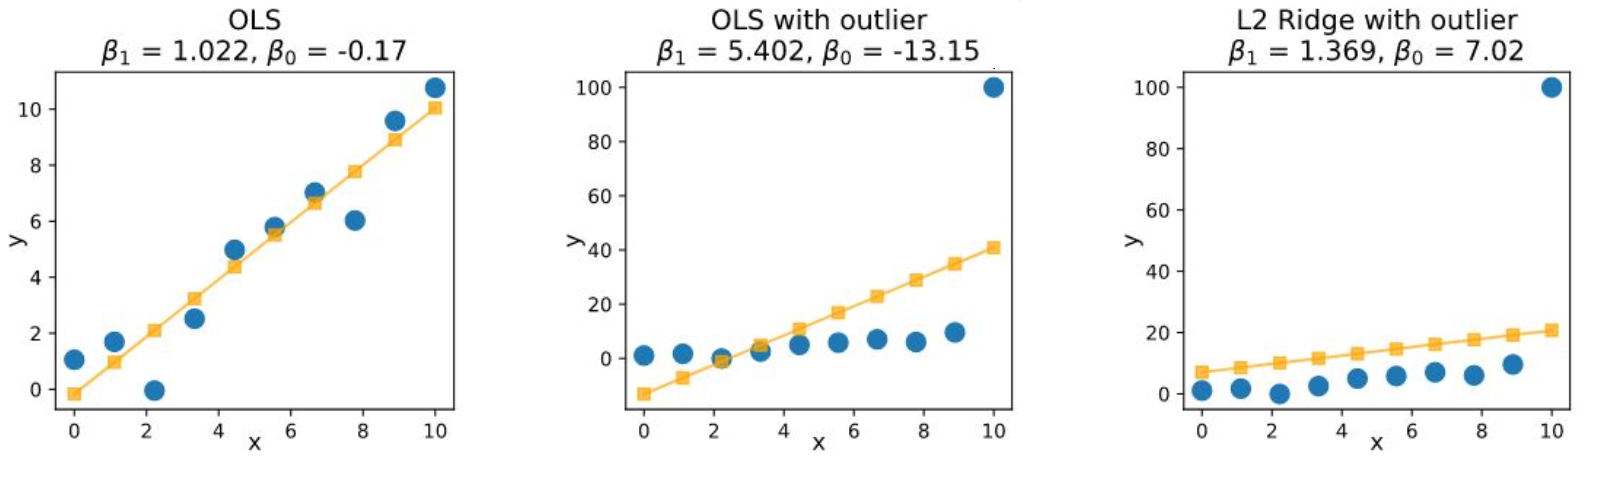 OLS
β₁ = 1.022, β₀ = -0.17
10
8
6
4
2
0
y
0 2 4 6 8 10
x
OLS with outlier
β₁ = 5.402, β₀ = -13.15
100
80
60
40
20
0
y
0 2 4 6 8 10
x
L2 Ridge with outlier
β₁ = 1.369, β₀ = 7.02
100
80
60
40
20
0
y
0 2 4 6 8 10
x